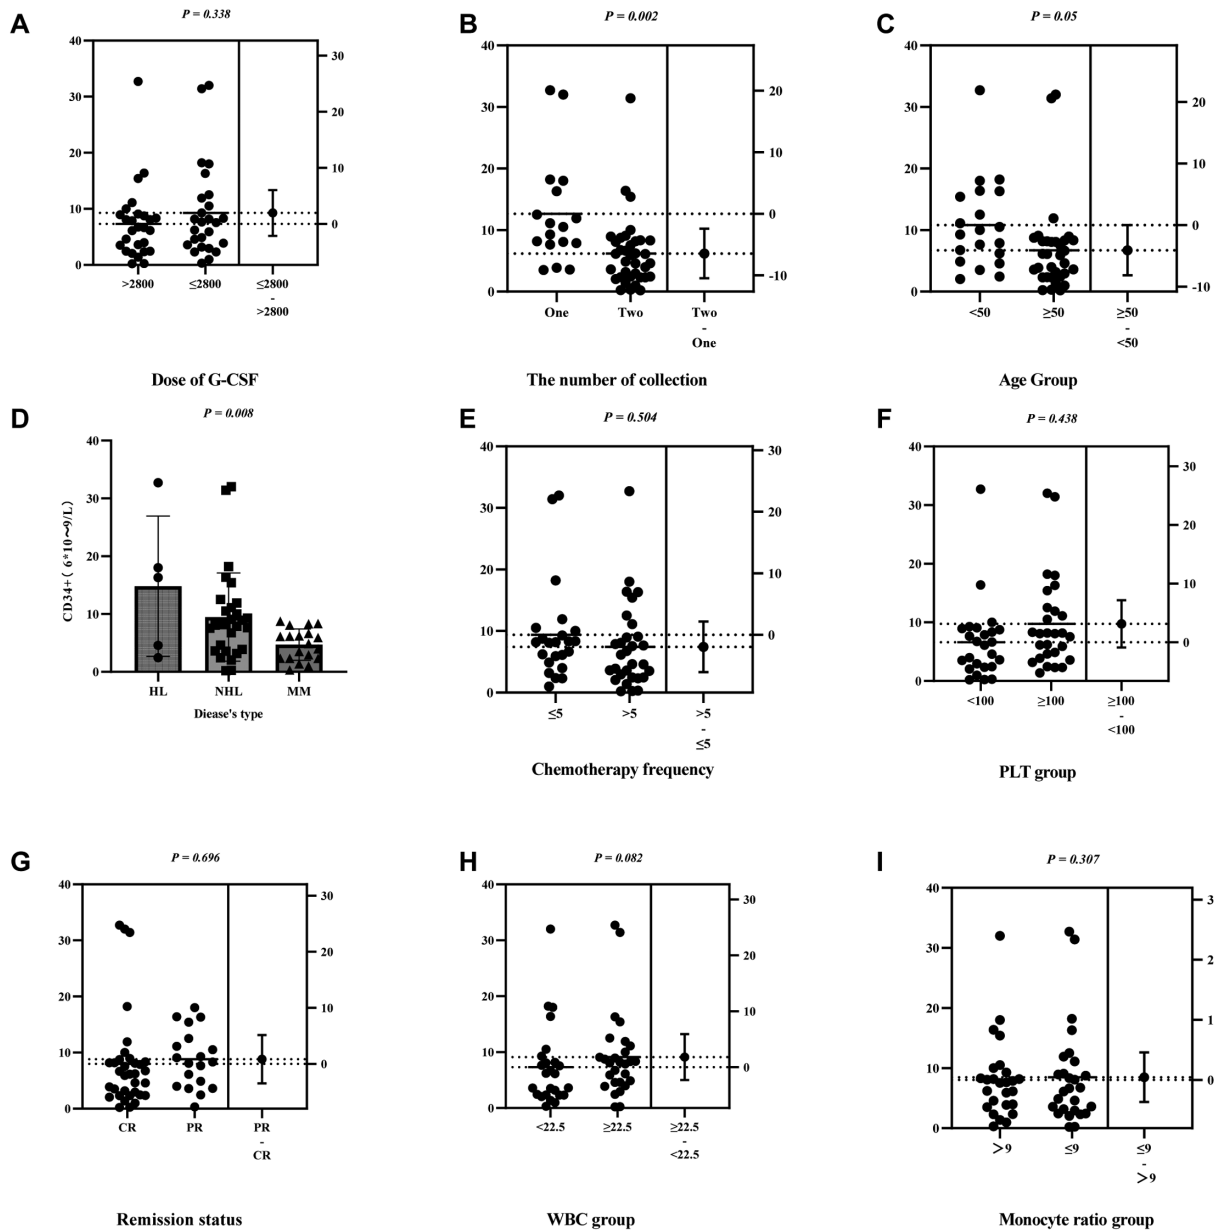 A
P = 0.338
40
30
20
10
0
30
20
10
0
>2800
≤2800
≤2800
-
>2800
Dose of G-CSF
B
P = 0.002
40
30
20
10
0
20
10
0
-10
One
Two
Two
-
One
The number of collection
C
P = 0.05
40
30
20
10
0
20
10
0
-10
<50
≥50
≥50
-
<50
Age Group
D
P = 0.008
CD34+( 6*10～9/L)
40
30
20
10
0
HL
NHL
MM
Diease's type
E
P = 0.504
40
30
20
10
0
30
20
10
0
≤5
>5
>5
-
≤5
Chemotherapy frequency
F
P = 0.438
40
30
20
10
0
30
20
10
0
<100
≥100
≥100
-
<100
PLT group
G
P = 0.696
40
30
20
10
0
30
20
10
0
CR
PR
PR
-
CR
Remission status
H
P = 0.082
40
30
20
10
0
30
20
10
0
<22.5
≥22.5
≥22.5
-
<22.5
WBC group
I
P = 0.307
40
30
20
10
0
3
2
1
0
＞9
≤9
≤9
-
＞9
Monocyte ratio group